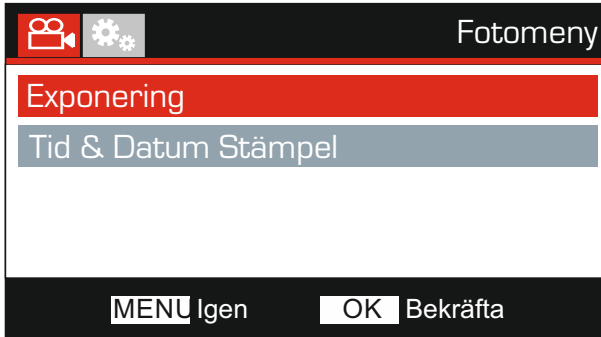 Fotomeny
Exponering
Tid & Datum Stämpel
MENU Igen OK Bekräfta